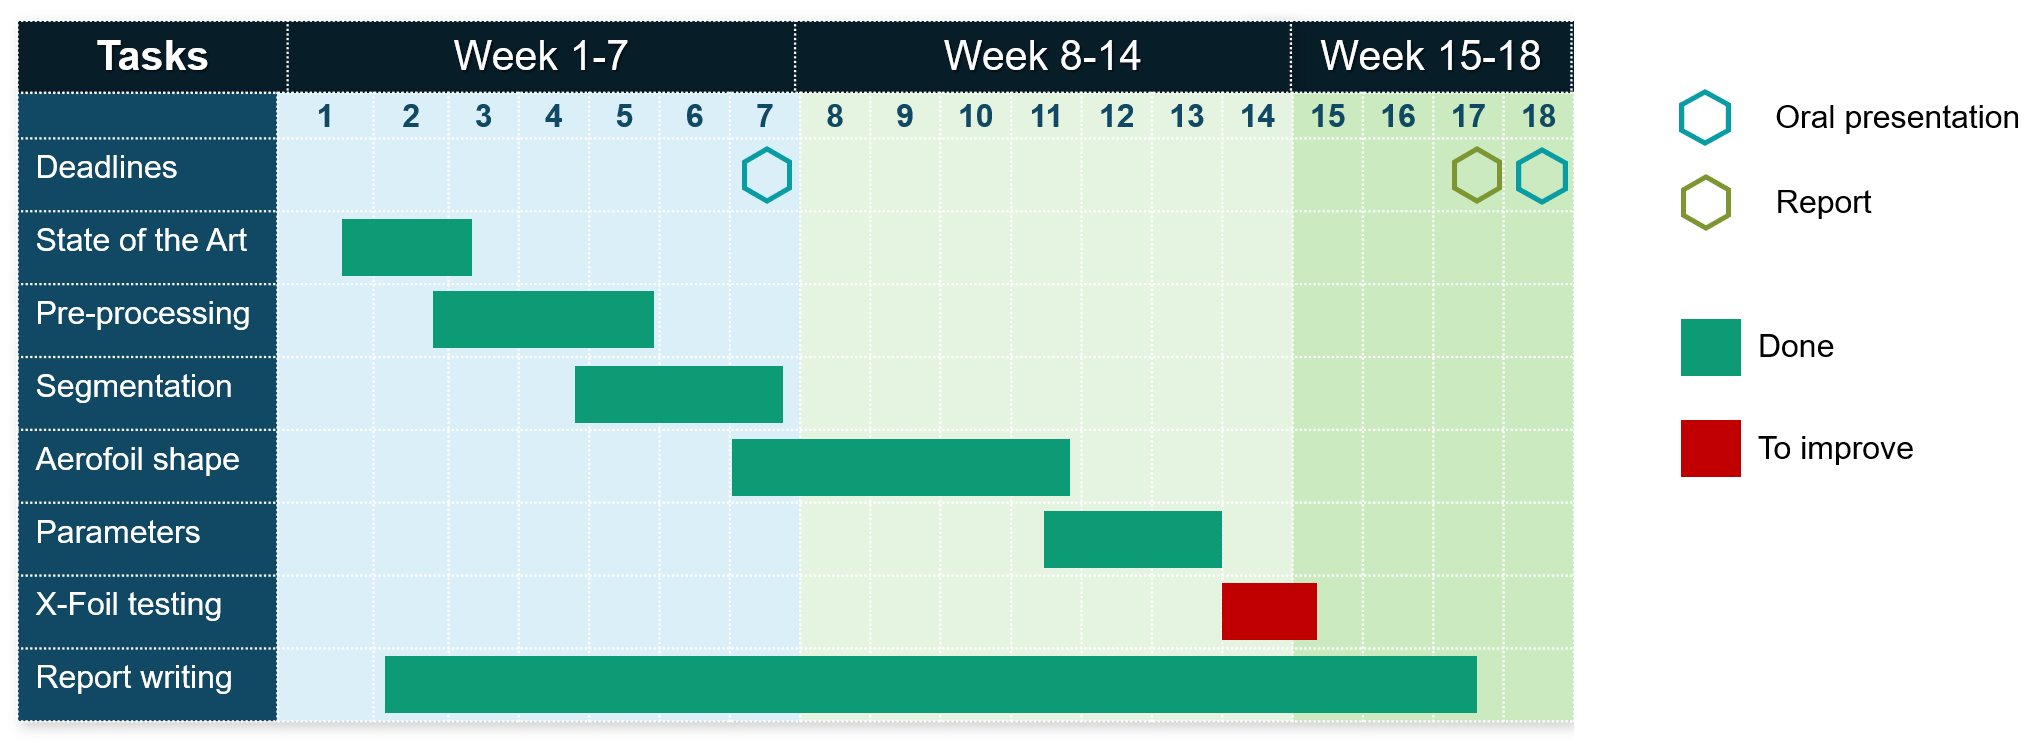 Tasks Week 1-7 Week 8-14 Week 15-18
1 2 3 4 5 6 7 8 9 10 11 12 13 14 15 16 17 18
Deadlines
State of the Art
Pre-processing
Segmentation
Aerofoil shape
Parameters
X-Foil testing
Report writing
Oral presentation
Report
Done
To improve